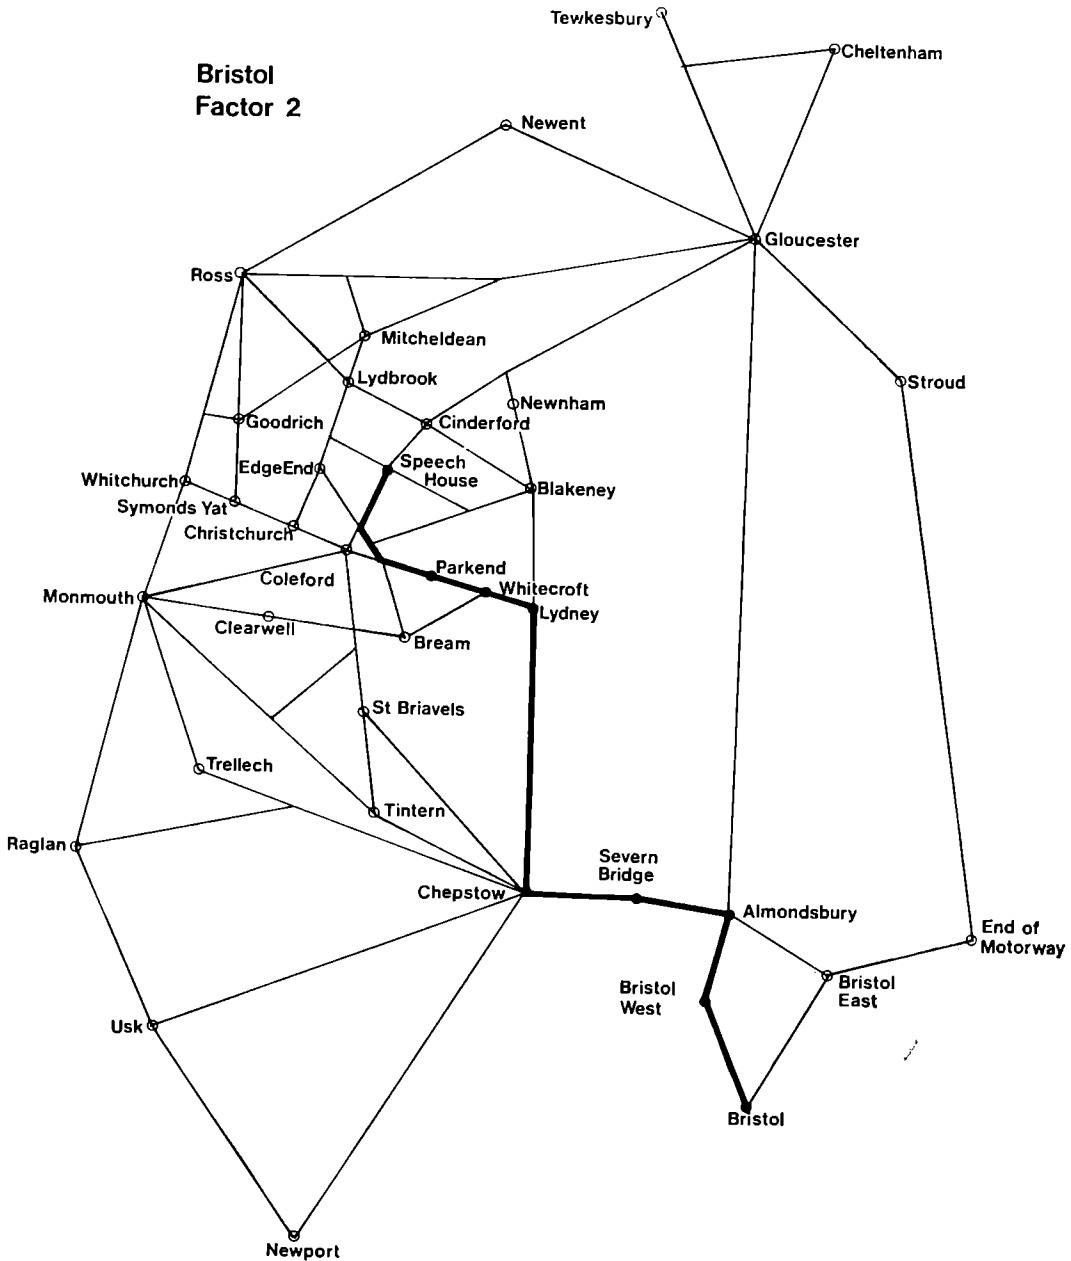 Tewkesbury
Cheltenham
Bristol
Factor 2
Newent
Gloucester
Ross
Mitcheldean
Lydbrook
Stroud
Newnham
Goodrich
Cinderford
EdgeEnd
Speech
House
Whitchurch
Blakeney
Symonds Yat
Christchurch
Parkend
Coleford
Whitecroft
Monmouth
Lydney
Clearwell
Bream
St Briavels
Trellech
Tintern
Raglan
Severn
Bridge
Chepstow
Almondsbury
End of
Motorway
Bristol
West
Bristol
East
Usk
Bristol
Newport